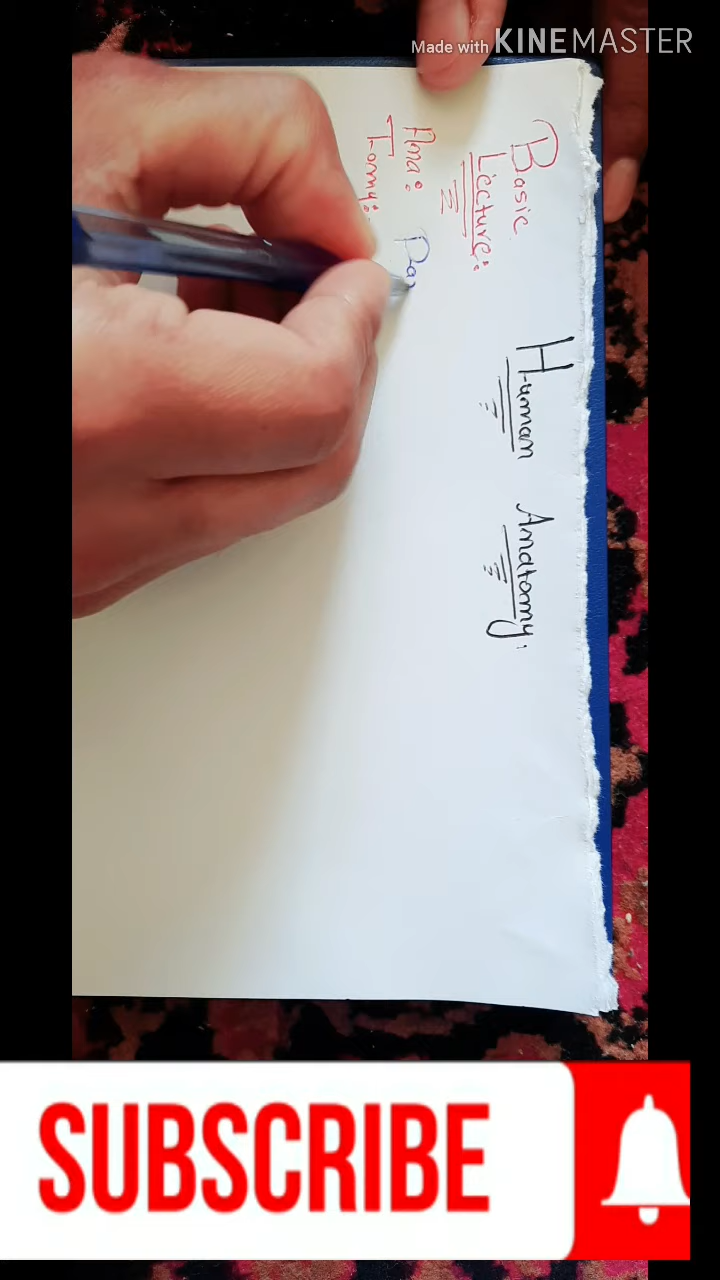 Made with KINEMASTER
Basic Human Anatomy.
Lecture:
Ana:
Tomy:
SUBSCRIBE